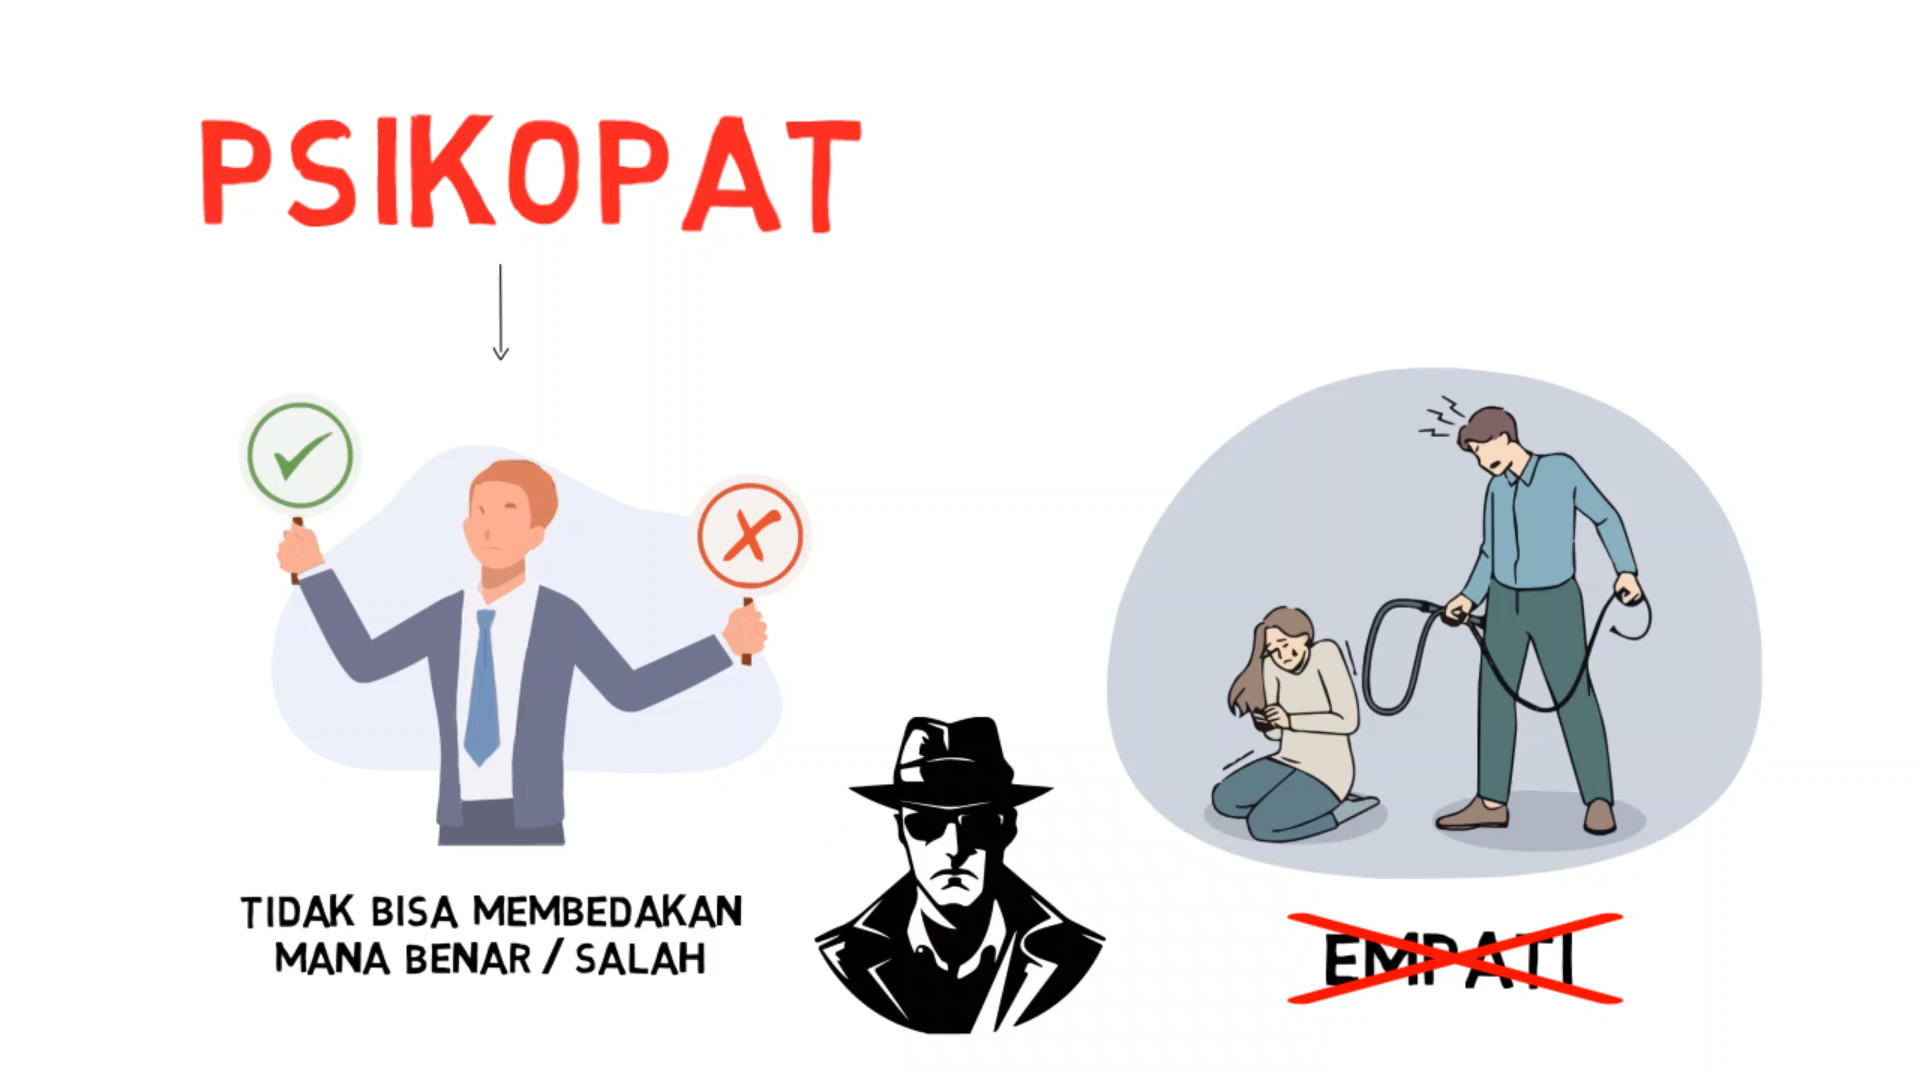 PSIKOPAT
TIDAK BISA MEMBEDAKAN
MANA BENAR / SALAH
EMPATI